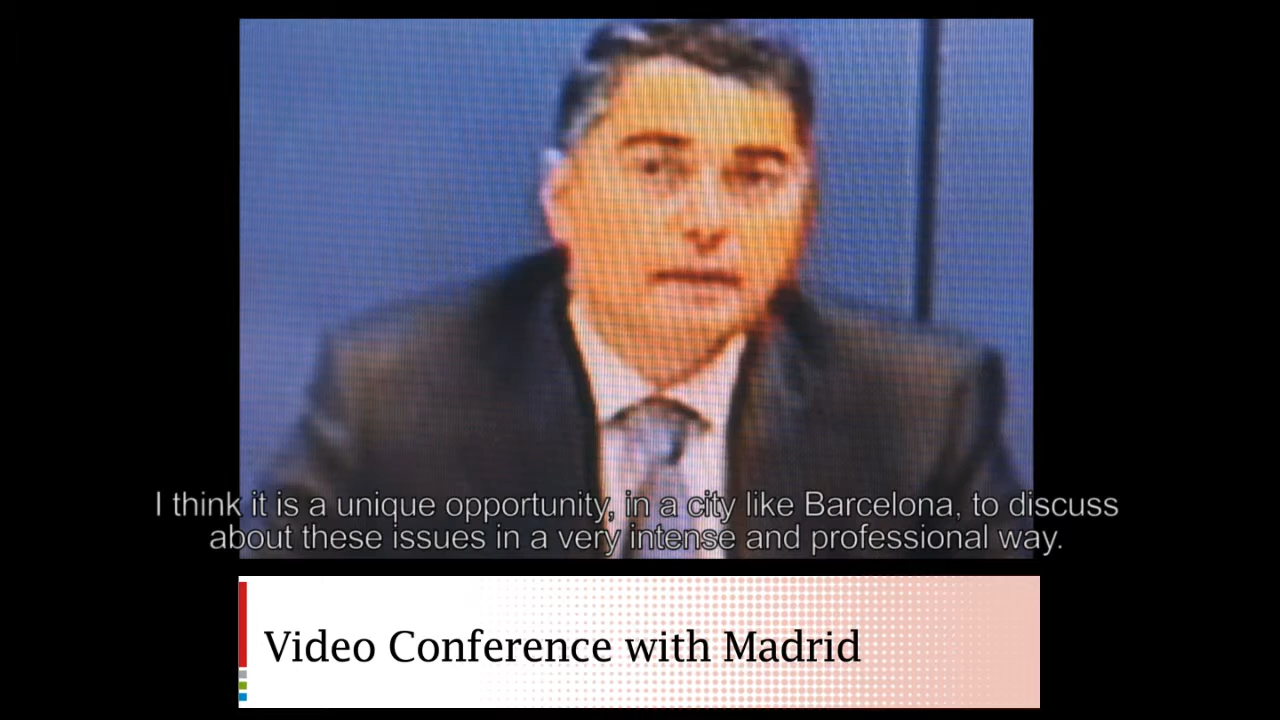 I think it is a unique opportunity, in a city like Barcelona, to discuss
about these issues in a very intense and professional way.
Video Conference with Madrid